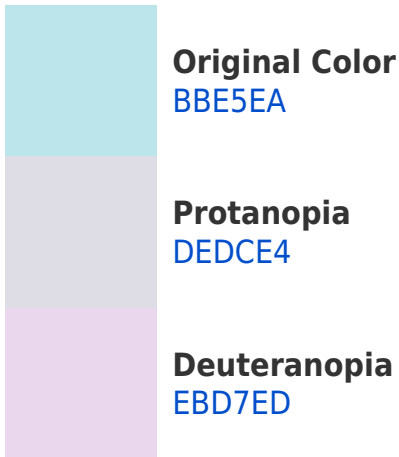 Original Color
BBE5EA
Protanopia
DEDCE4
Deuteranopia
EBD7ED